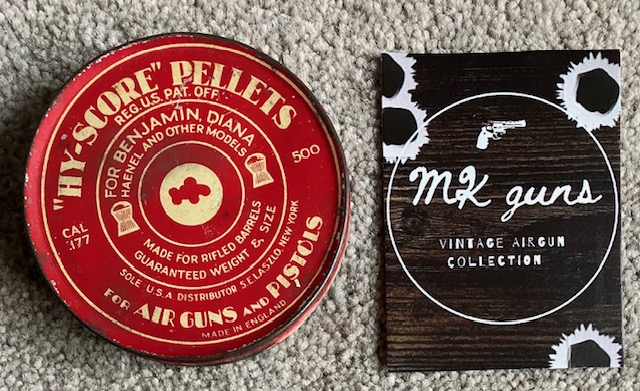 "HY-SCORE" PELLETS
REG. U.S. PAT. OFF.
FOR BENJAMIN, DIANA
HAENEL AND OTHER MODELS
500
CAL
.177
MADE FOR RIFLED BARRELS
GUARANTEED WEIGHT & SIZE
SOLE U.S.A DISTRIBUTOR S.E.LASZLO, NEW YORK
FOR AIR GUNS AND PISTOLS
MADE IN ENGLAND
MK guns
VINTAGE AIRGUN
COLLECTION